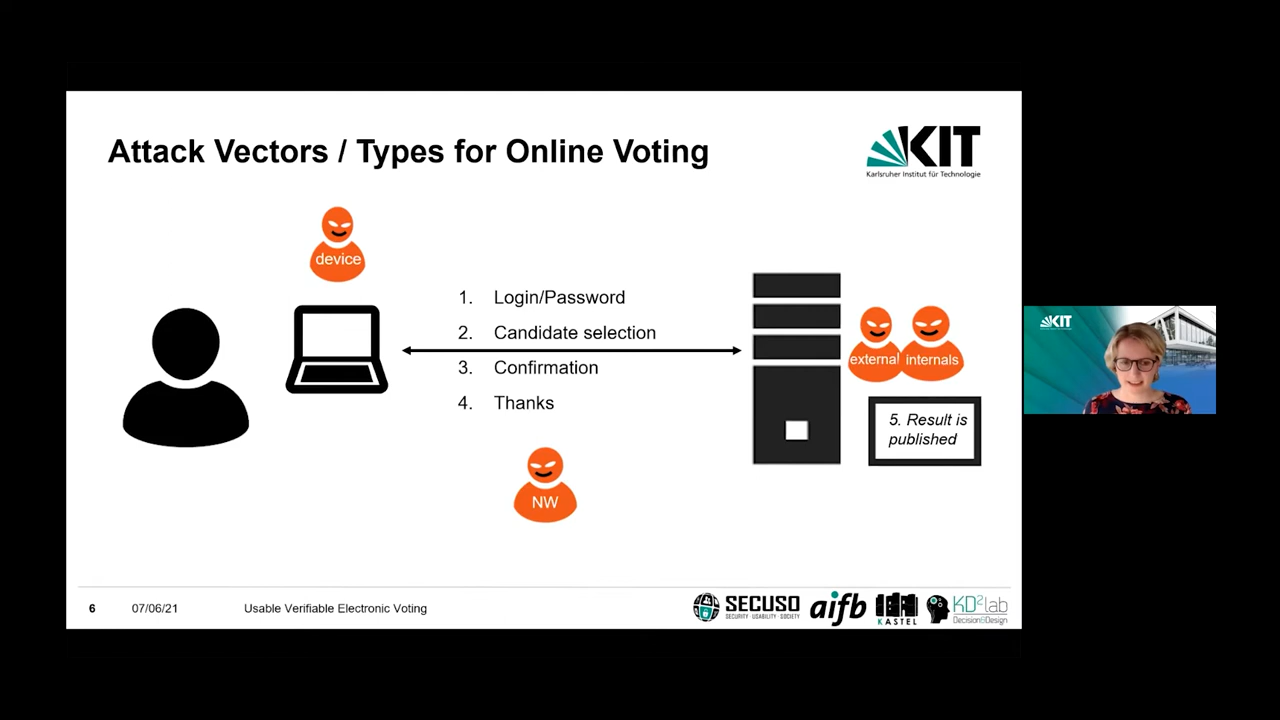 Attack Vectors / Types for Online Voting
KIT
Karlsruher Institut für Technologie
device
1. Login/Password
2. Candidate selection
3. Confirmation
4. Thanks
external
internals
5. Result is
published
NW
KIT
6
07/06/21
Usable Verifiable Electronic Voting
SECUSO
SECURITY · USABILITY · SOCIETY
aifb
KASTEL
KD²lab
Decision&Design